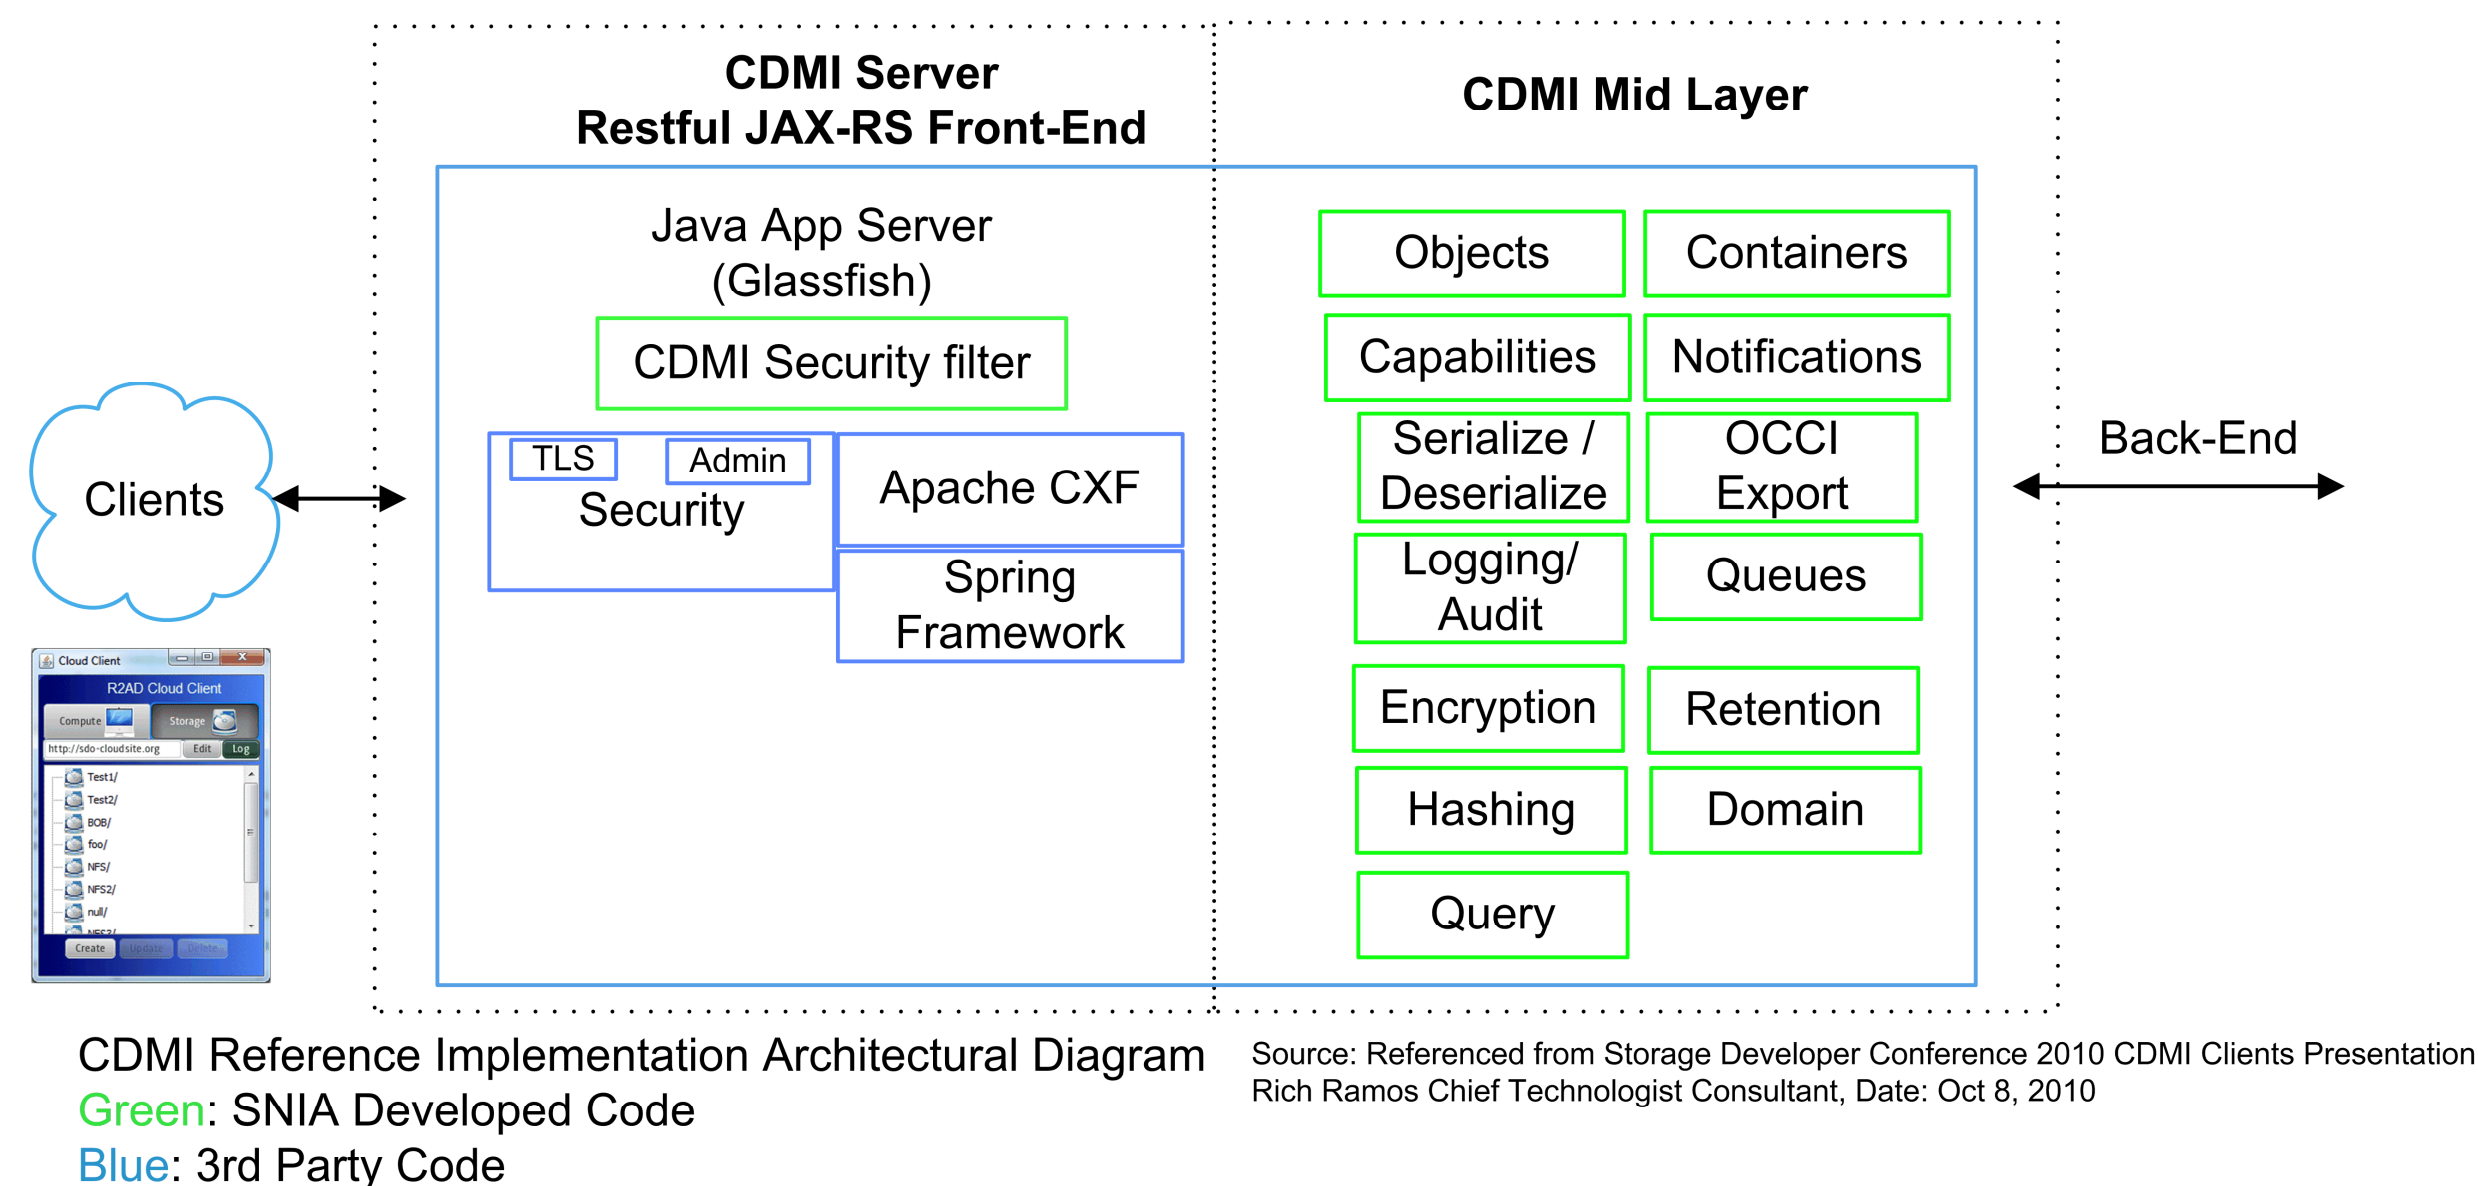 CDMI Server
Restful JAX-RS Front-End
CDMI Mid Layer
Java App Server
(Glassfish)
CDMI Security filter
TLS
Admin
Security
Apache CXF
Spring
Framework
Objects
Containers
Capabilities
Notifications
Serialize /
Deserialize
OCCI
Export
Logging/
Audit
Queues
Encryption
Retention
Hashing
Domain
Query
Back-End
Clients
Cloud Client
R2AD Cloud Client
Compute
Storage
http://sdo-cloudsite.org
Edit
Log
Test1/
Test2/
BOB/
foo/
NFS/
NFS2/
null/
NFS3/
Create
Update
Delete
CDMI Reference Implementation Architectural Diagram
Green: SNIA Developed Code
Blue: 3rd Party Code
Source: Referenced from Storage Developer Conference 2010 CDMI Clients Presentation
Rich Ramos Chief Technologist Consultant, Date: Oct 8, 2010